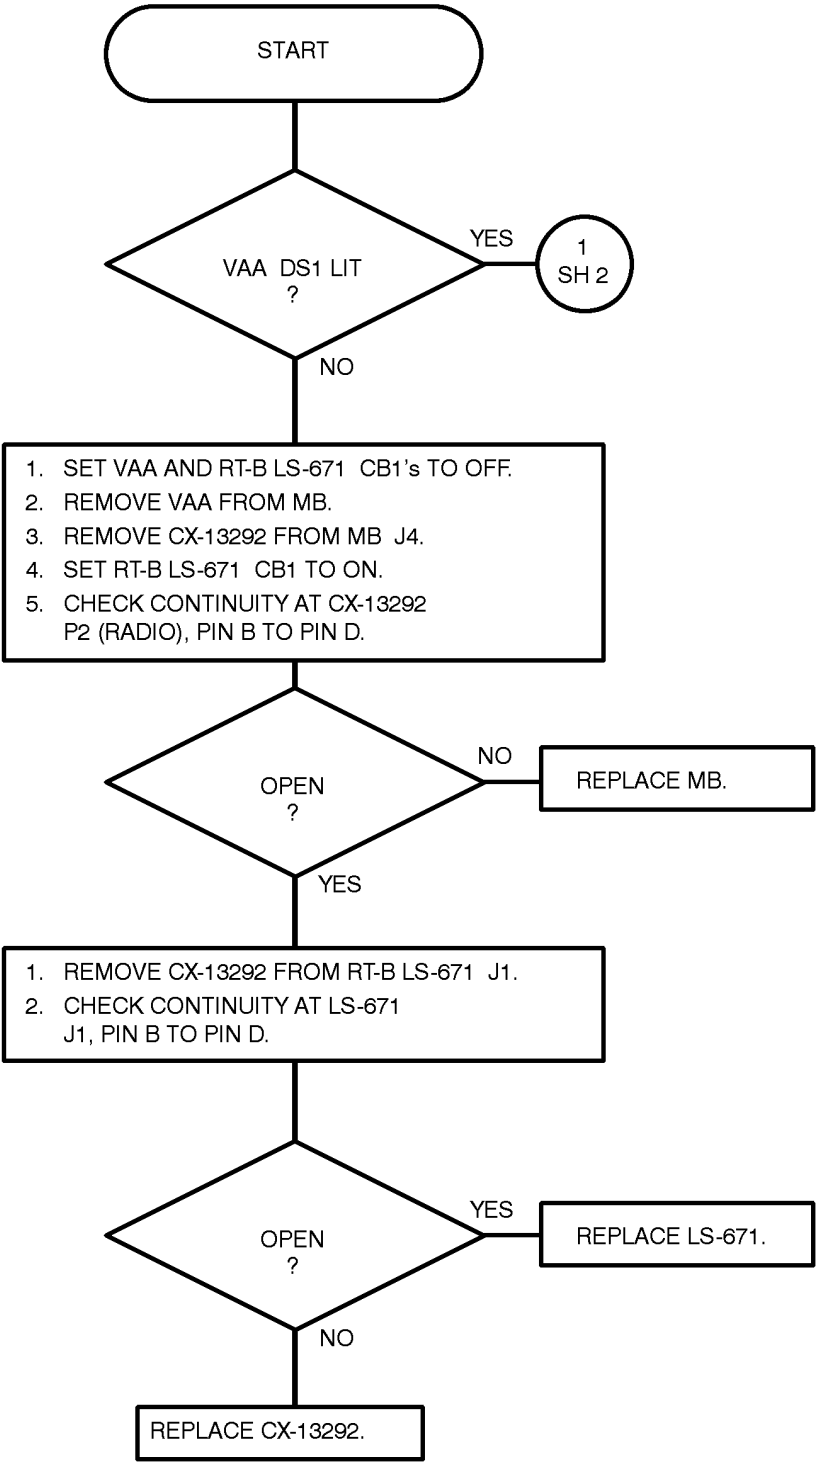 START
VAA DS1 LIT
?
YES
1
SH 2
NO
1. SET VAA AND RT-B LS-671 CB1's TO OFF.
2. REMOVE VAA FROM MB.
3. REMOVE CX-13292 FROM MB J4.
4. SET RT-B LS-671 CB1 TO ON.
5. CHECK CONTINUITY AT CX-13292
P2 (RADIO), PIN B TO PIN D.
OPEN
?
NO
REPLACE MB.
YES
1. REMOVE CX-13292 FROM RT-B LS-671 J1.
2. CHECK CONTINUITY AT LS-671
J1, PIN B TO PIN D.
OPEN
?
YES
REPLACE LS-671.
NO
REPLACE CX-13292.